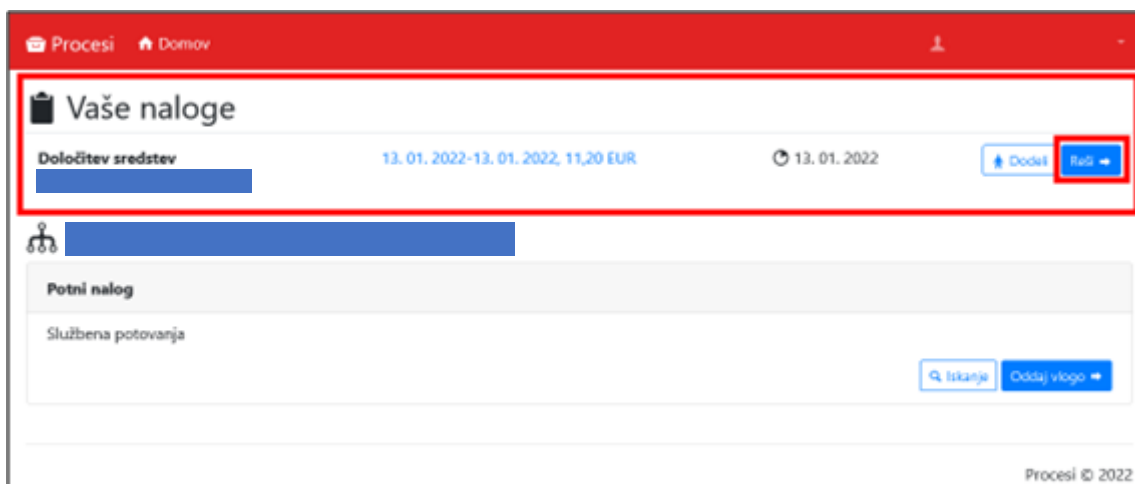 Procesi Domov
Vaše naloge
Določitev sredstev 13. 01. 2022-13. 01. 2022, 11,20 EUR 13. 01. 2022 Dodeli Reši
Potni nalog
Službena potovanja
Iskanje Oddaj vlogo
Procesi © 2022